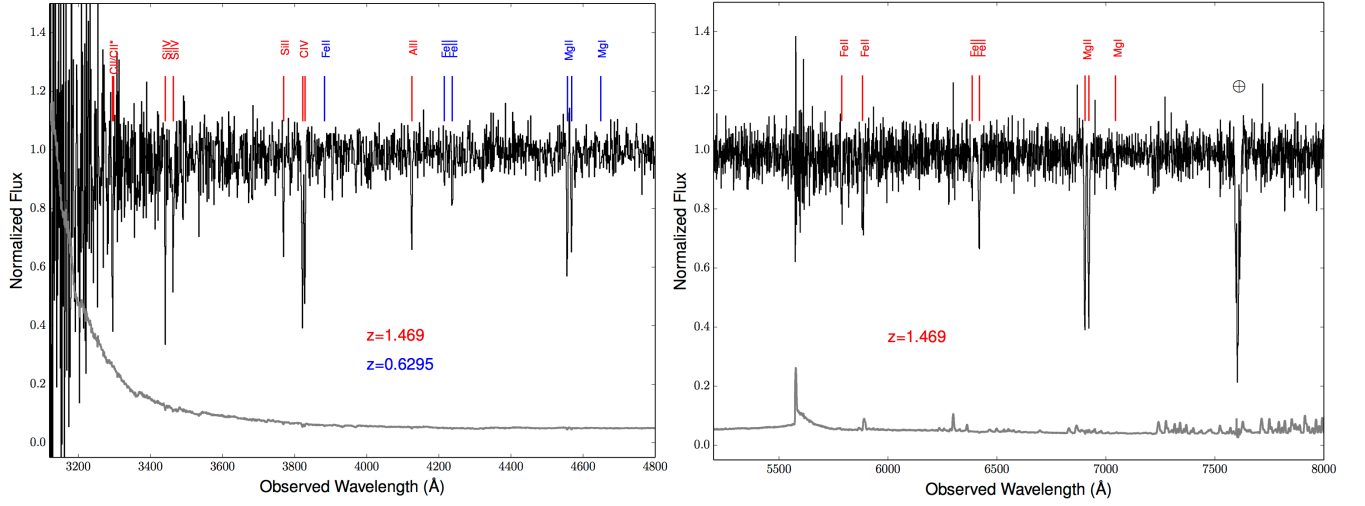 1.4
1.2
1.0
0.8
0.6
0.4
0.2
0.0
Normalized Flux
CII/CII*
SiIV
SiIV
SiII
CIV
FeII
AlII
FeII
FeII
MgII
MgI
z=1.469
z=0.6295
3200
3400
3600
3800
4000
4200
4400
4600
4800
Observed Wavelength (Å)
1.4
1.2
1.0
0.8
0.6
0.4
0.2
0.0
Normalized Flux
FeII
FeII
FeII
FeII
MgII
MgI
z=1.469
5500
6000
6500
7000
7500
8000
Observed Wavelength (Å)